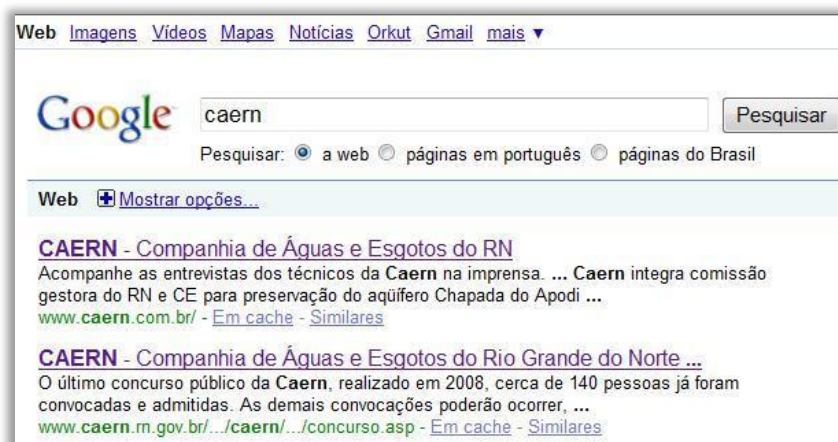 Web Imagens Vídeos Mapas Notícias Orkut Gmail mais ▼
Google caern Pesquisar
Pesquisar: a web páginas em português páginas do Brasil
Web Mostrar opções...
CAERN - Companhia de Águas e Esgotos do RN
Acompanhe as entrevistas dos técnicos da Caern na imprensa. ... Caern integra comissão
gestora do RN e CE para preservação do aqüífero Chapada do Apodi ...
www.caern.com.br/ - Em cache - Similares
CAERN - Companhia de Águas e Esgotos do Rio Grande do Norte ...
O último concurso público da Caern, realizado em 2008, cerca de 140 pessoas já foram
convocadas e admitidas. As demais convocações poderão ocorrer, ...
www.caern.rn.gov.br/.../caern/.../concurso.asp - Em cache - Similares